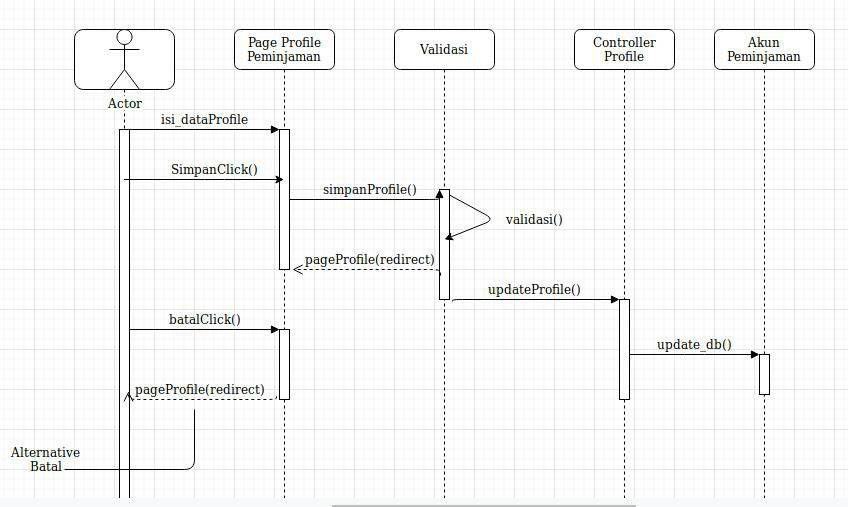 Page Profile
Peminjaman
Validasi
Controller
Profile
Akun
Peminjaman
Actor
isi_dataProfile
SimpanClick()
simpanProfile()
validasi()
pageProfile(redirect)
updateProfile()
batalClick()
update_db()
pageProfile(redirect)
Alternative
Batal